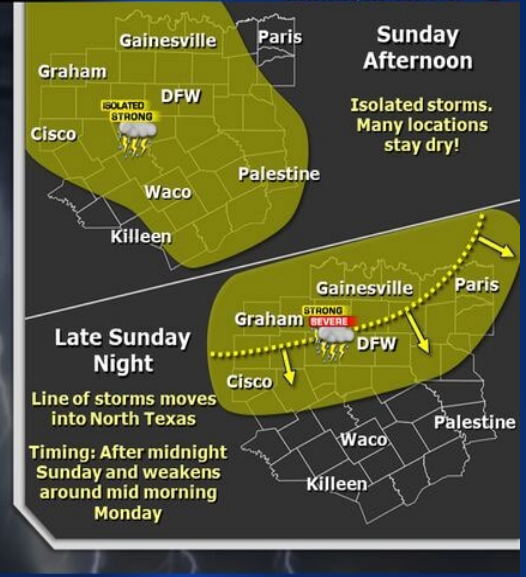 Sunday
Afternoon
Isolated storms.
Many locations
stay dry!
Gainesville
Paris
Graham
DFW
ISOLATED
STRONG
Cisco
Waco
Palestine
Killeen
Late Sunday
Night
Line of storms moves
into North Texas
Timing: After midnight
Sunday and weakens
around mid morning
Monday
Gainesville
Paris
Graham
STRONG
SEVERE
DFW
Cisco
Waco
Palestine
Killeen